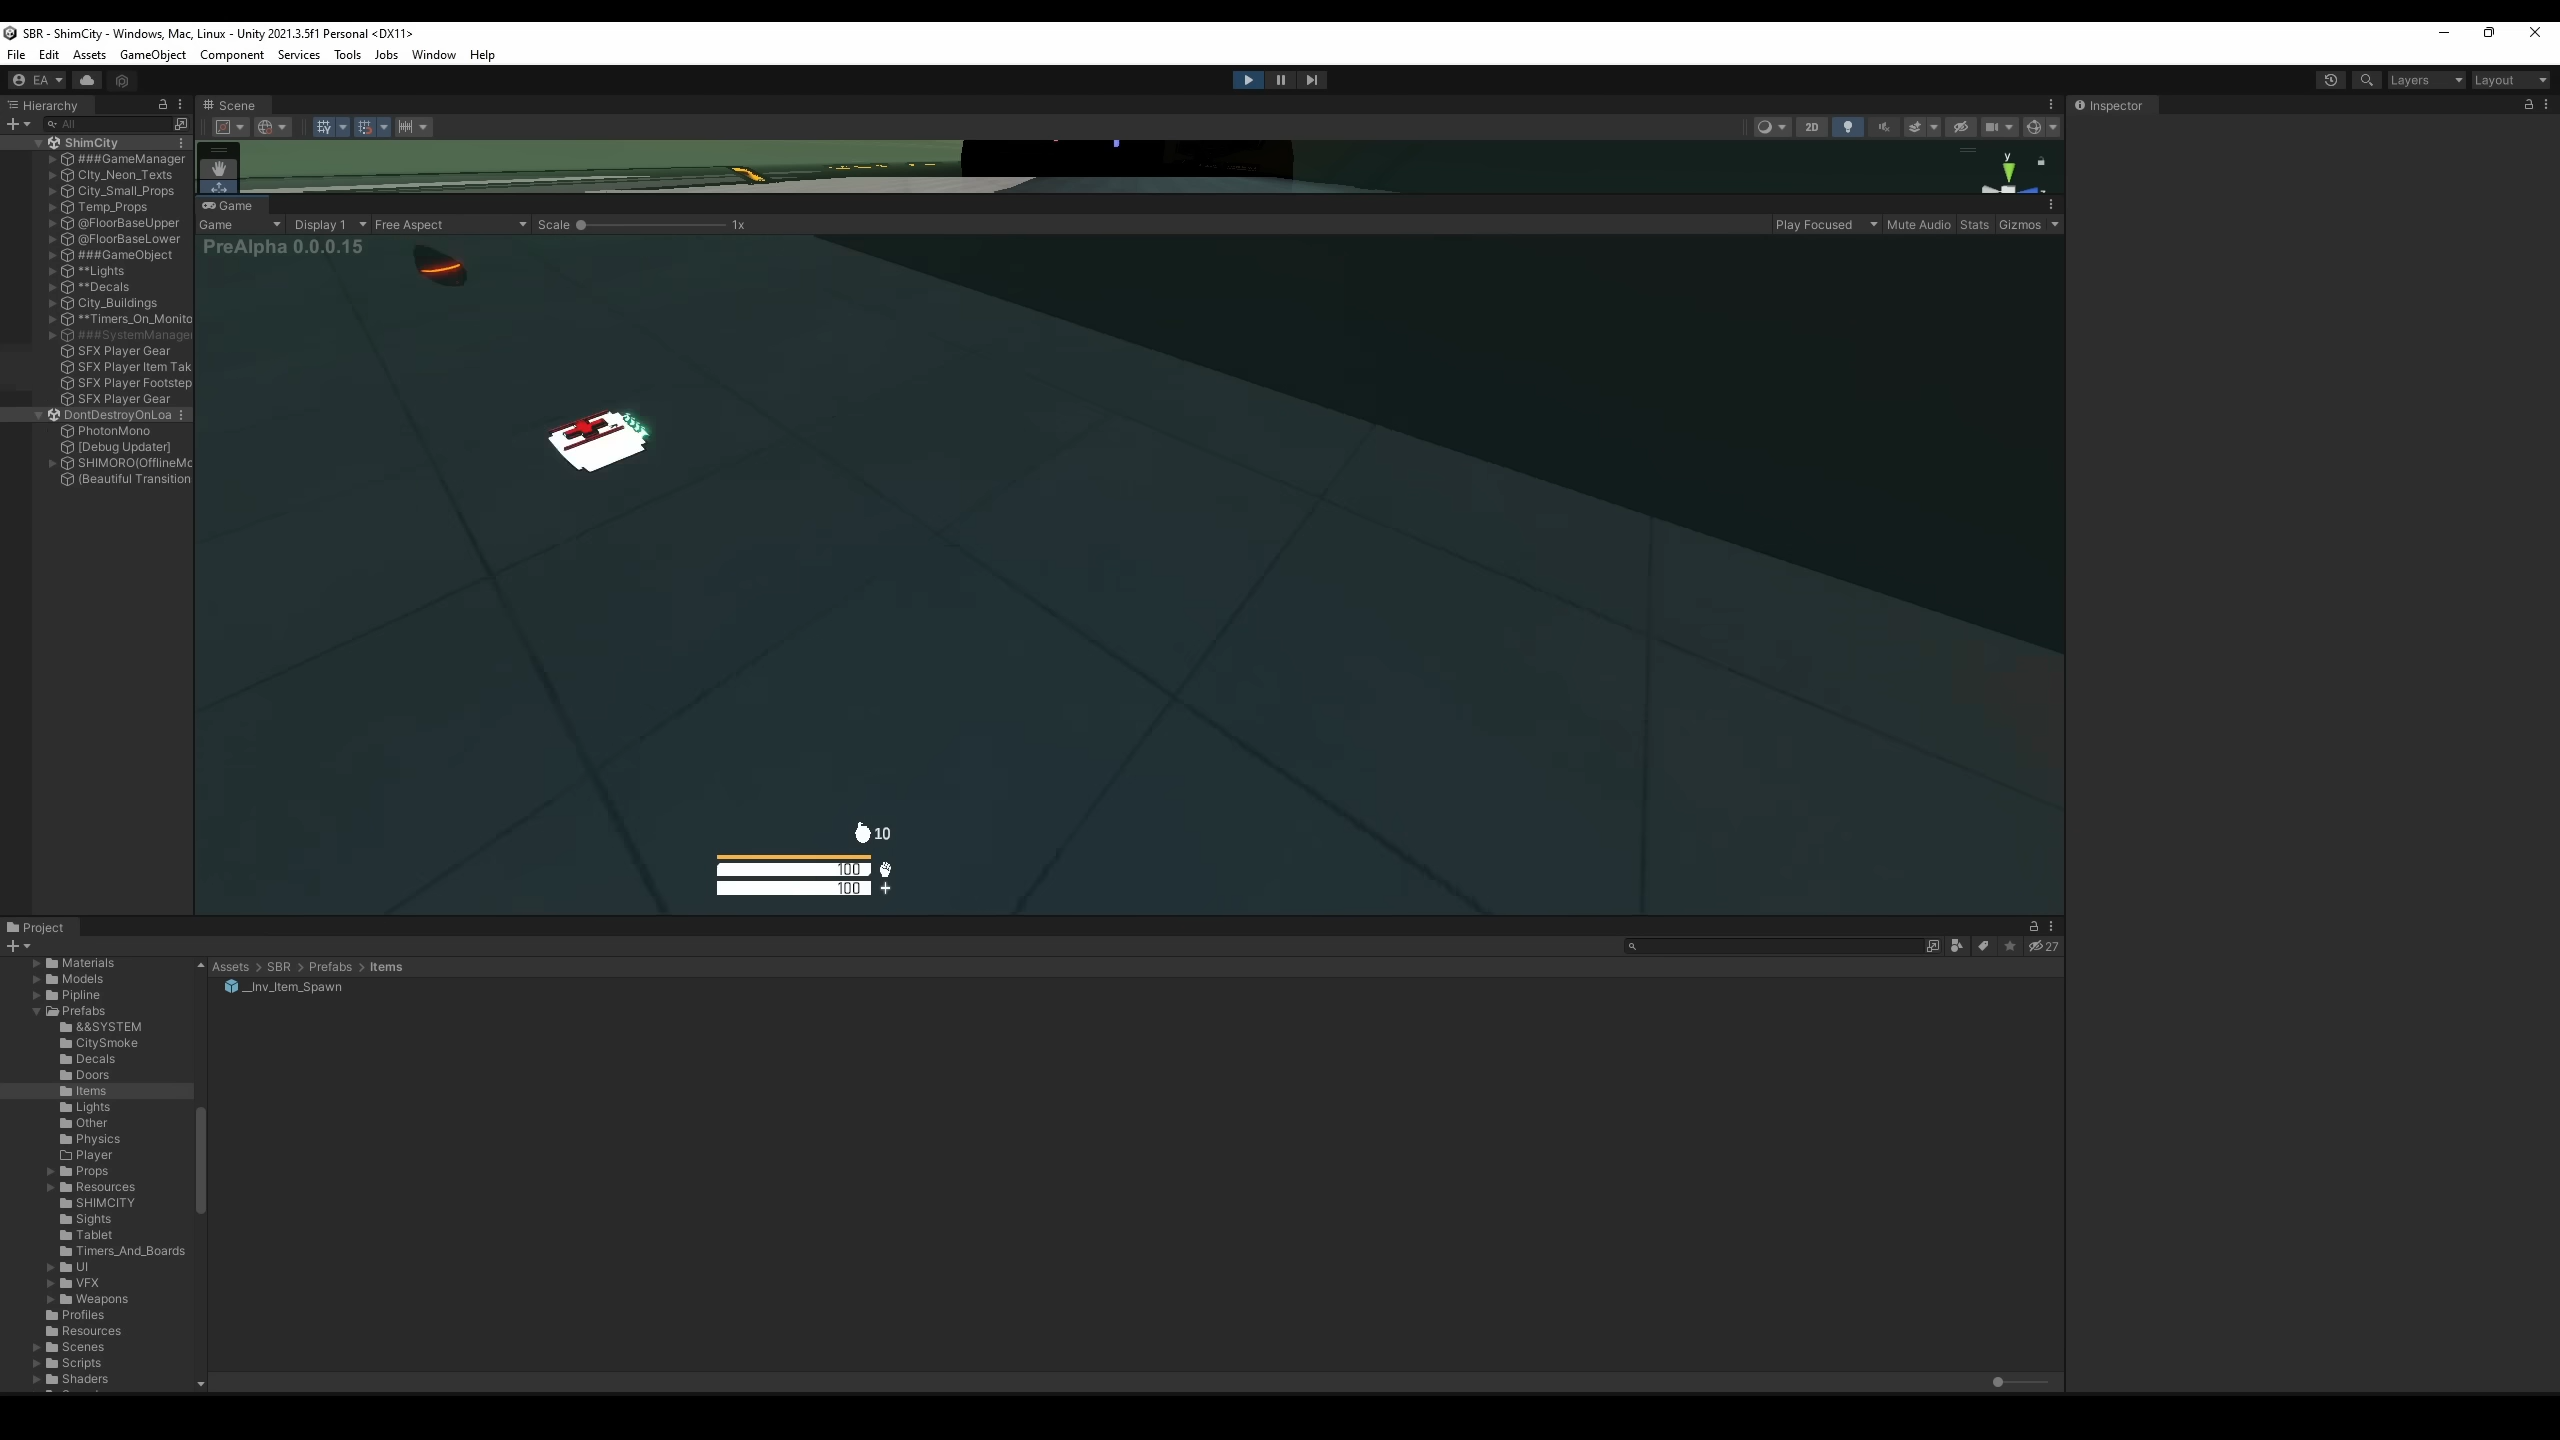 SBR - ShimCity - Windows, Mac, Linux - Unity 2021.3.5f1 Personal <DX11>
File Edit Assets GameObject Component Services Tools Jobs Window Help
EA Layers Layout
Hierarchy
All
ShimCity
###GameManager
CIty_Neon_Texts
City_Small_Props
Temp_Props
@FloorBaseUpper
@FloorBaseLower
###GameObject
**Lights
**Decals
City_Buildings
**Timers_On_Monito
###SystemManage
SFX Player Gear
SFX Player Item Tak
SFX Player Footstep
SFX Player Gear
DontDestroyOnLoa
PhotonMono
[Debug Updater]
SHIMORO(OfflineMo
(Beautiful Transition
Scene
2D
y
z
Game
Game Display 1 Free Aspect Scale 1x Play Focused Mute Audio Stats Gizmos
PreAlpha 0.0.0.15
10
100
100
Inspector
Project
27
Materials
Models
Pipline
Prefabs
&&SYSTEM
CitySmoke
Decals
Doors
Items
Lights
Other
Physics
Player
Props
Resources
SHIMCITY
Sights
Tablet
Timers_And_Boards
UI
VFX
Weapons
Profiles
Resources
Scenes
Scripts
Shaders
Assets > SBR > Prefabs > Items
__Inv_Item_Spawn